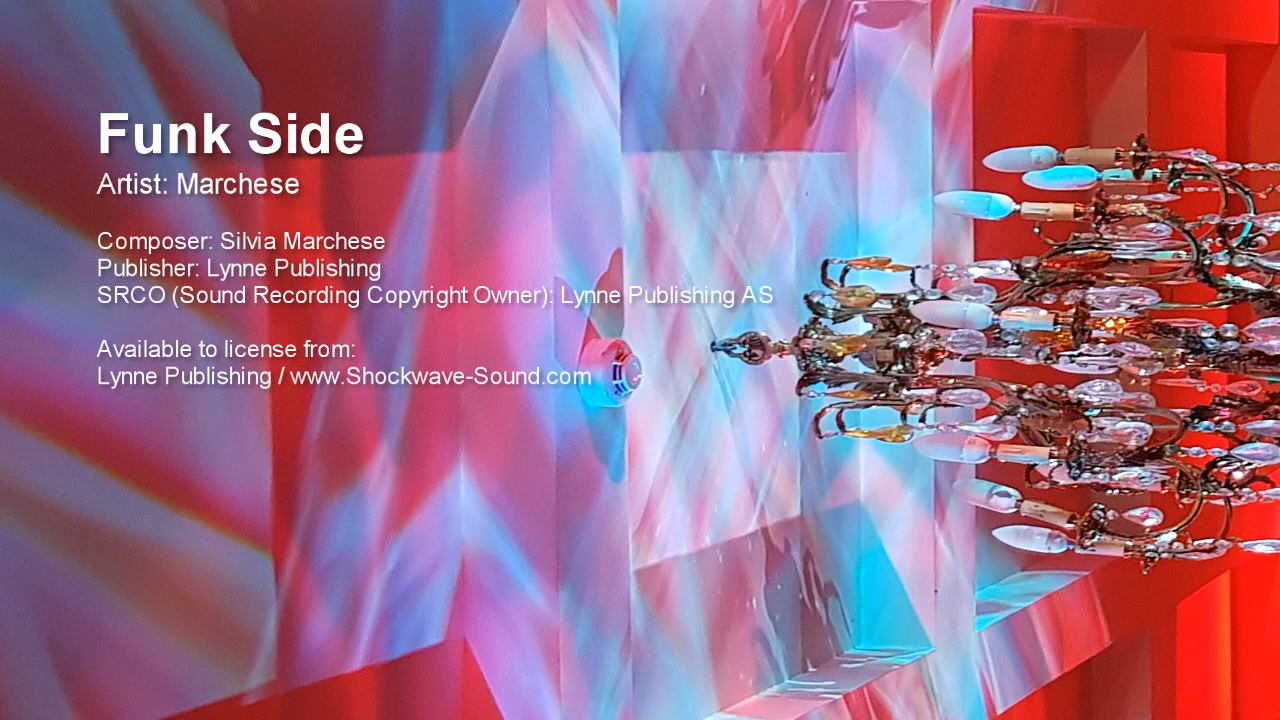 Funk Side
Artist: Marchese
Composer: Silvia Marchese
Publisher: Lynne Publishing
SRCO (Sound Recording Copyright Owner): Lynne Publishing AS
Available to license from:
Lynne Publishing / www.Shockwave-Sound.com